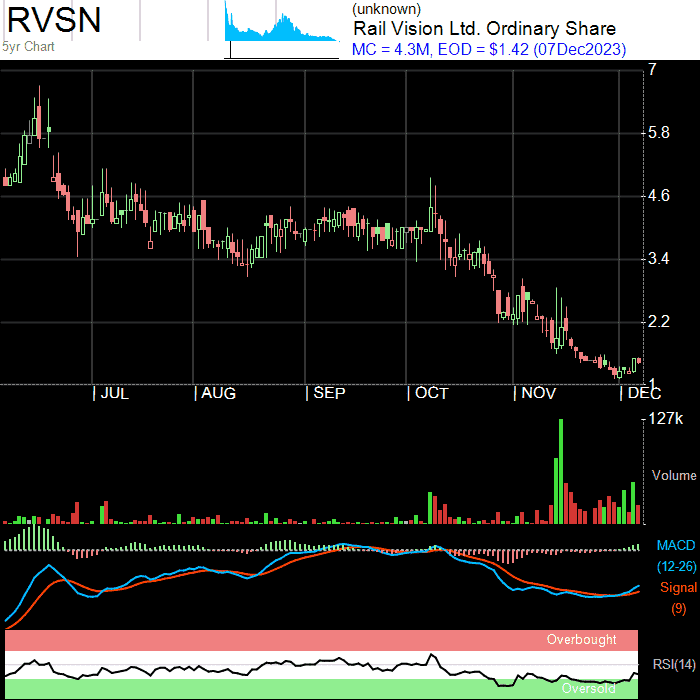 RVSN
5yr Chart
(unknown)
Rail Vision Ltd. Ordinary Share
MC = 4.3M, EOD = $1.42 (07Dec2023)
7
5.8
4.6
3.4
2.2
1
| JUL | AUG | SEP | OCT | NOV | DEC
127k
Volume
MACD
(12-26)
Signal
(9)
Overbought
RSI(14)
Oversold